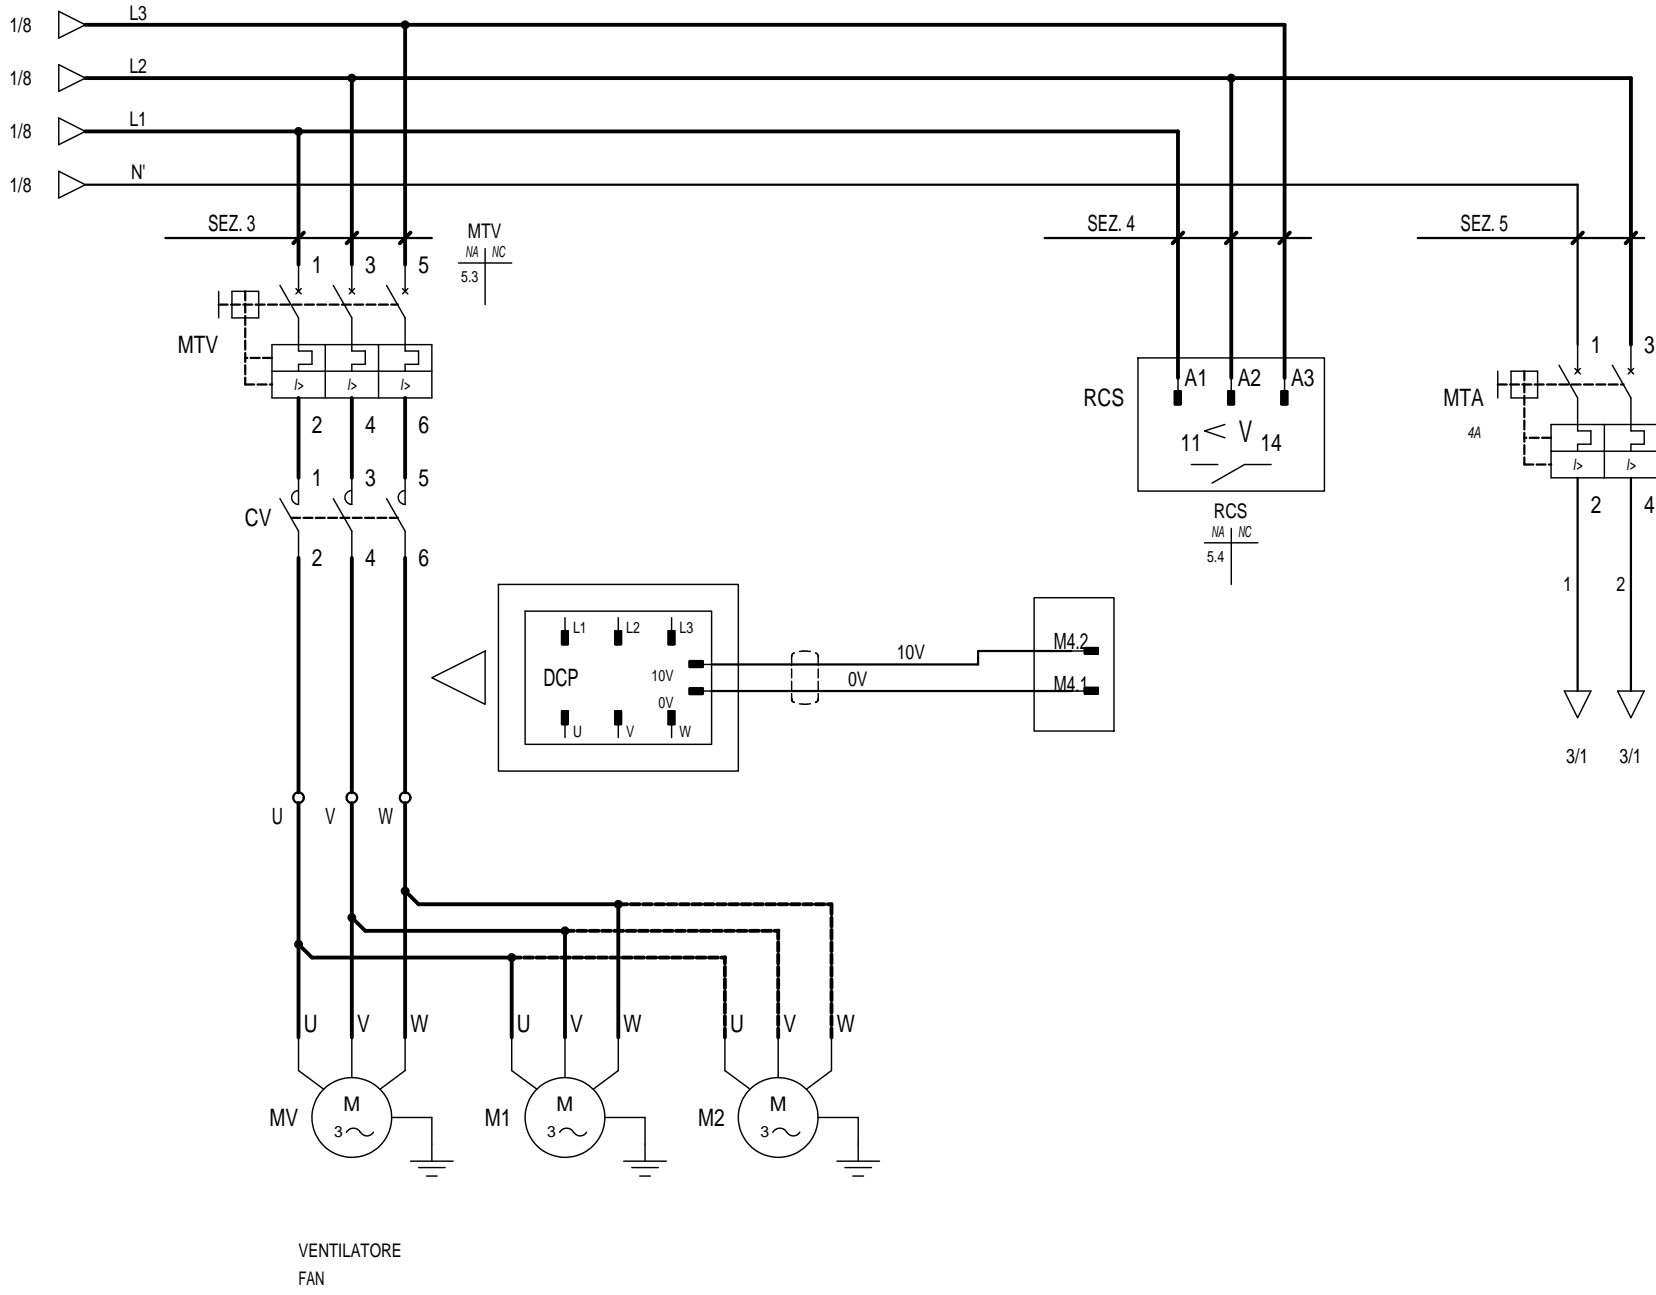 1/8 L3
1/8 L2
1/8 L1
1/8 N'
SEZ. 3
SEZ. 4
SEZ. 5
MTV
NA NC
5.3
1 3 5
MTV
I> I> I>
2 4 6
1 3 5
CV
2 4 6
RCS
A1 A2 A3
11 < V 14
RCS
NA NC
5.4
1 3
MTA
4A
I> I>
2 4
1 2
3/1 3/1
L1 L2 L3
DCP
10V
0V
U V W
10V
0V
M4.2
M4.1
U V W
U V W
U V W
U V W
MV
M
3
M1
M
3
M2
M
3
VENTILATORE
FAN